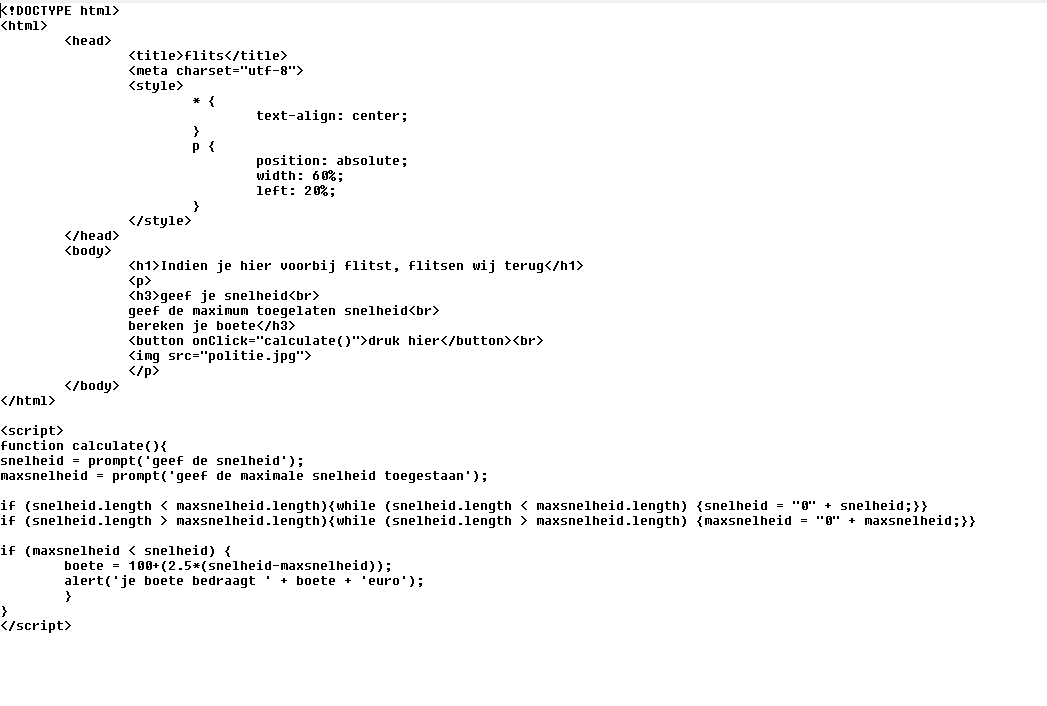 <!DOCTYPE html>
<html>
	<head>
		<title>flits</title>
		<meta charset="utf-8">
		<style>
			* {
				text-align: center;
			}
			p {
				position: absolute;
				width: 60%;
				left: 20%;
			}
		</style>
	</head>
	<body>
		<h1>Indien je hier voorbij flitst, flitsen wij terug</h1>
		<p>
		<h3>geef je snelheid<br>
		geef de maximum toegelaten snelheid<br>
		bereken je boete</h3>
		<button onClick="calculate()">druk hier</button><br>
		<img src="politie.jpg">
		</p>
	</body>
</html>

<script>
function calculate(){
snelheid = prompt('geef de snelheid');
maxsnelheid = prompt('geef de maximale snelheid toegestaan');

if (snelheid.length < maxsnelheid.length){while (snelheid.length < maxsnelheid.length) {snelheid = "0" + snelheid;}}
if (snelheid.length > maxsnelheid.length){while (snelheid.length > maxsnelheid.length) {maxsnelheid = "0" + maxsnelheid;}}

if (maxsnelheid < snelheid) {
	boete = 100+(2.5*(snelheid-maxsnelheid));
	alert('je boete bedraagt ' + boete + 'euro');
	}
}
</script>